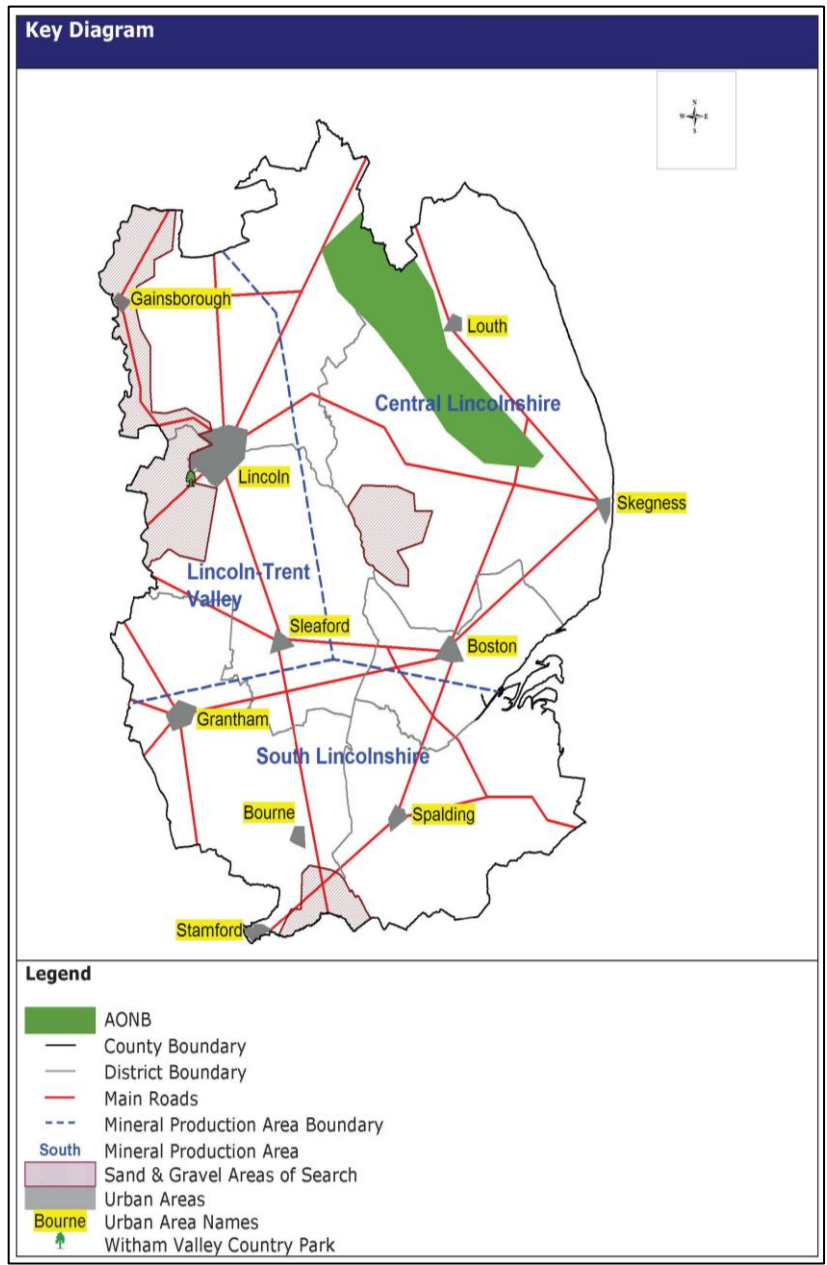 Key Diagram
N
W E
S
Gainsborough
Louth
Central Lincolnshire
Lincoln
Skegness
Lincoln-Trent
Valley
Sleaford
Boston
Grantham
South Lincolnshire
Bourne
Spalding
Stamford
Legend
AONB
County Boundary
District Boundary
Main Roads
Mineral Production Area Boundary
South Mineral Production Area
Sand & Gravel Areas of Search
Urban Areas
Bourne Urban Area Names
Witham Valley Country Park